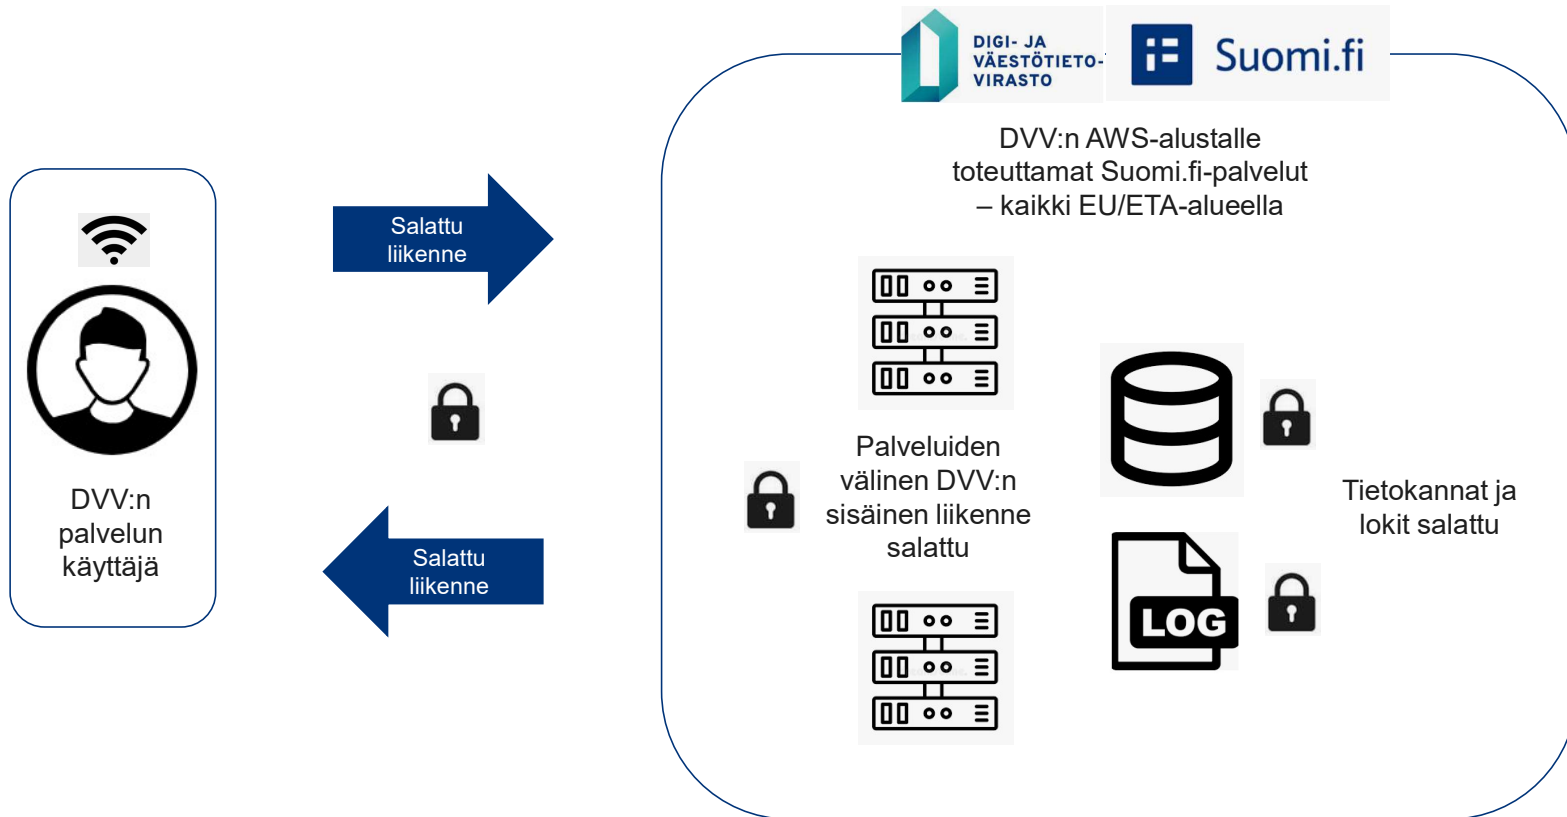 DIGI- JA
VÄESTÖTIETO-
VIRASTO
Suomi.fi
DVV:n AWS-alustalle
toteuttamat Suomi.fi-palvelut
– kaikki EU/ETA-alueella
Salattu
liikenne
DVV:n
palvelun
käyttäjä
Salattu
liikenne
Palveluiden
välinen DVV:n
sisäinen liikenne
salattu
Tietokannat ja
lokit salattu
LOG